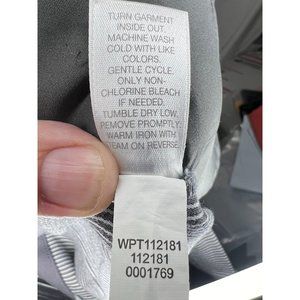 TURN GARMENT
INSIDE OUT.
MACHINE WASH
COLD WITH LIKE
COLORS.
GENTLE CYCLE.
ONLY NON-
CHLORINE BLEACH
IF NEEDED.
TUMBLE DRY LOW.
REMOVE PROMPTLY.
WARM IRON WITH
STEAM ON REVERSE
WPT112181
112181
0001769